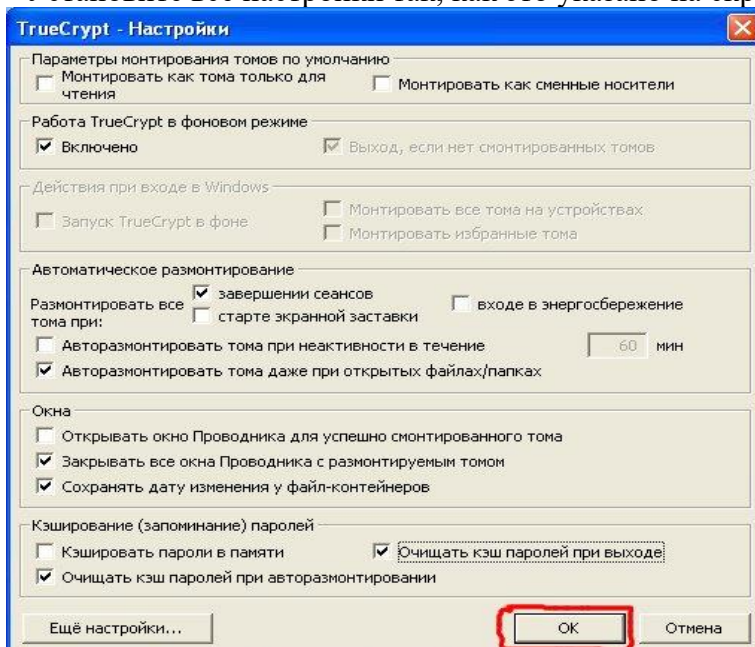 TrueCrypt - Настройки
Параметры монтирования томов по умолчанию
Монтировать как тома только для чтения
Монтировать как сменные носители
Работа TrueCrypt в фоновом режиме
Включено
Выход, если нет смонтированных томов
Действия при входе в Windows
Запуск TrueCrypt в фоне
Монтировать все тома на устройствах
Монтировать избранные тома
Автоматическое размонтирование
Размонтировать все тома при:
завершении сеансов
старте экранной заставки
входе в энергосбережение
Авторазмонтировать тома при неактивности в течение 60 мин
Авторазмонтировать тома даже при открытых файлах/папках
Окна
Открывать окно Проводника для успешно смонтированного тома
Закрывать все окна Проводника с размонтируемым томом
Сохранять дату изменения у файл-контейнеров
Кэширование (запоминание) паролей
Кэшировать пароли в памяти
Очищать кэш паролей при выходе
Очищать кэш паролей при авторазмонтировании
Ещё настройки...
OK
Отмена